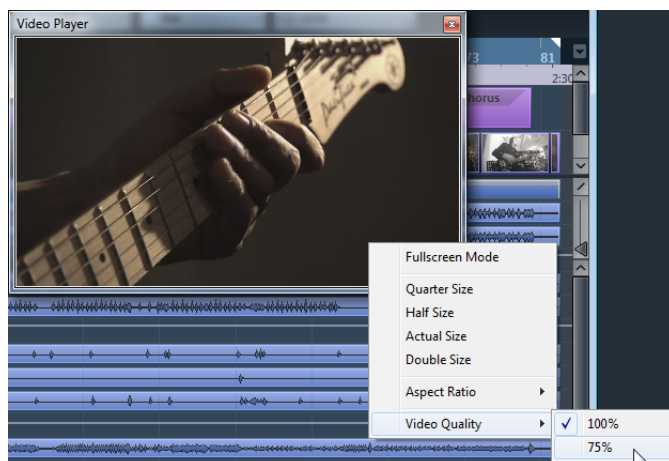 Video Player
73
81
2:30
horus
Pacifica
Fullscreen Mode
Quarter Size
Half Size
Actual Size
Double Size
Aspect Ratio
Video Quality
100%
75%